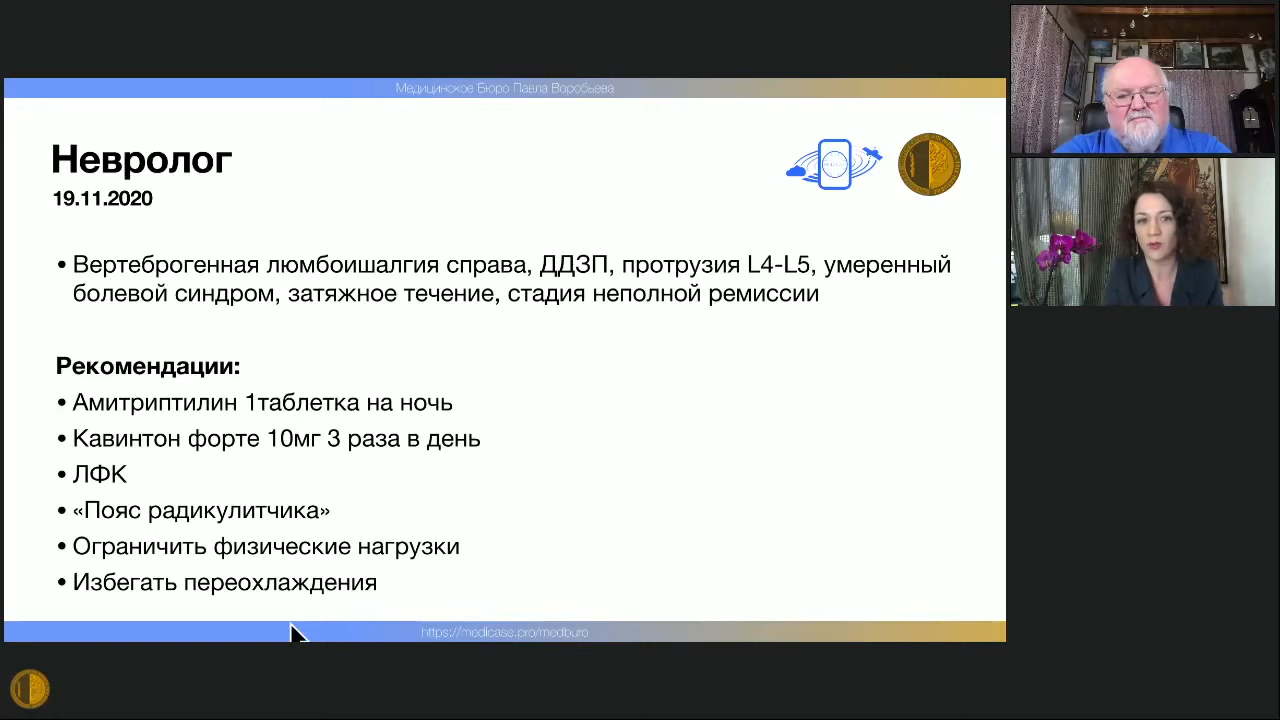 Медицинское Бюро Павла Воробьева
Невролог
19.11.2020
• Вертеброгенная люмбоишалгия справа, ДДЗП, протрузия L4-L5, умеренный
болевой синдром, затяжное течение, стадия неполной ремиссии
Рекомендации:
• Амитриптилин 1таблетка на ночь
• Кавинтон форте 10мг 3 раза в день
• ЛФК
• «Пояс радикулитчика»
• Ограничить физические нагрузки
• Избегать переохлаждения
https://medicase.pro/medburo